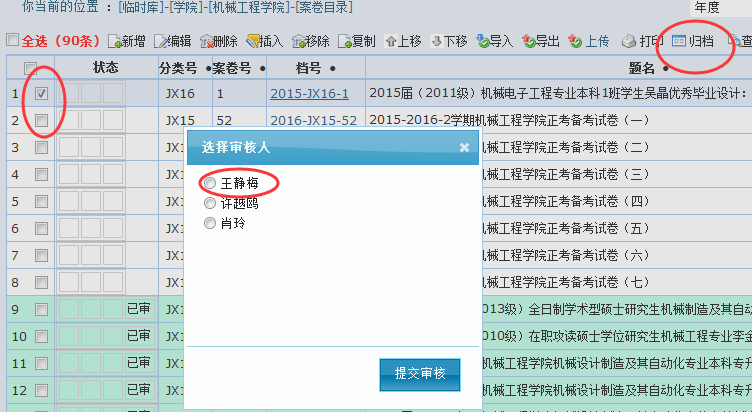 你当前的位置 : [临时库]-[学院]-[机械工程学院]-[案卷目录]
年度
全选（90条） 新增 编辑 删除 插入 移除 复制 上移 下移 导入 导出 上传 打印 归档
状态 分类号 案卷号 档号 题名
1 JX16 1 2015-JX16-1 2015届（2011级）机械电子工程专业本科1班学生吴晶优秀毕业设计:
2 JX15 52 2016-JX15-52 2015-2016-2学期机械工程学院正考备考试卷（一）
选择审核人
3 JX1 机械工程学院正考备考试卷（二）
王静梅
4 JX1 机械工程学院正考备考试卷（三）
许越鸥
5 JX1 机械工程学院正考备考试卷（四）
肖玲
6 JX1 机械工程学院正考备考试卷（五）
7 JX1 机械工程学院正考备考试卷（六）
8 JX1 机械工程学院正考备考试卷（七）
9 已审 JX1 013级）全日制学术型硕士研究生机械制造及其自动
10 已审 JX1 010级）在职攻读硕士学位研究生机械工程专业李金
11 已审 JX1 机械工程学院机械设计制造及其自动化专业本科专升
提交审核
12 已审 JX1 机械工程学院机械设计制造及其自动化专业本科专升